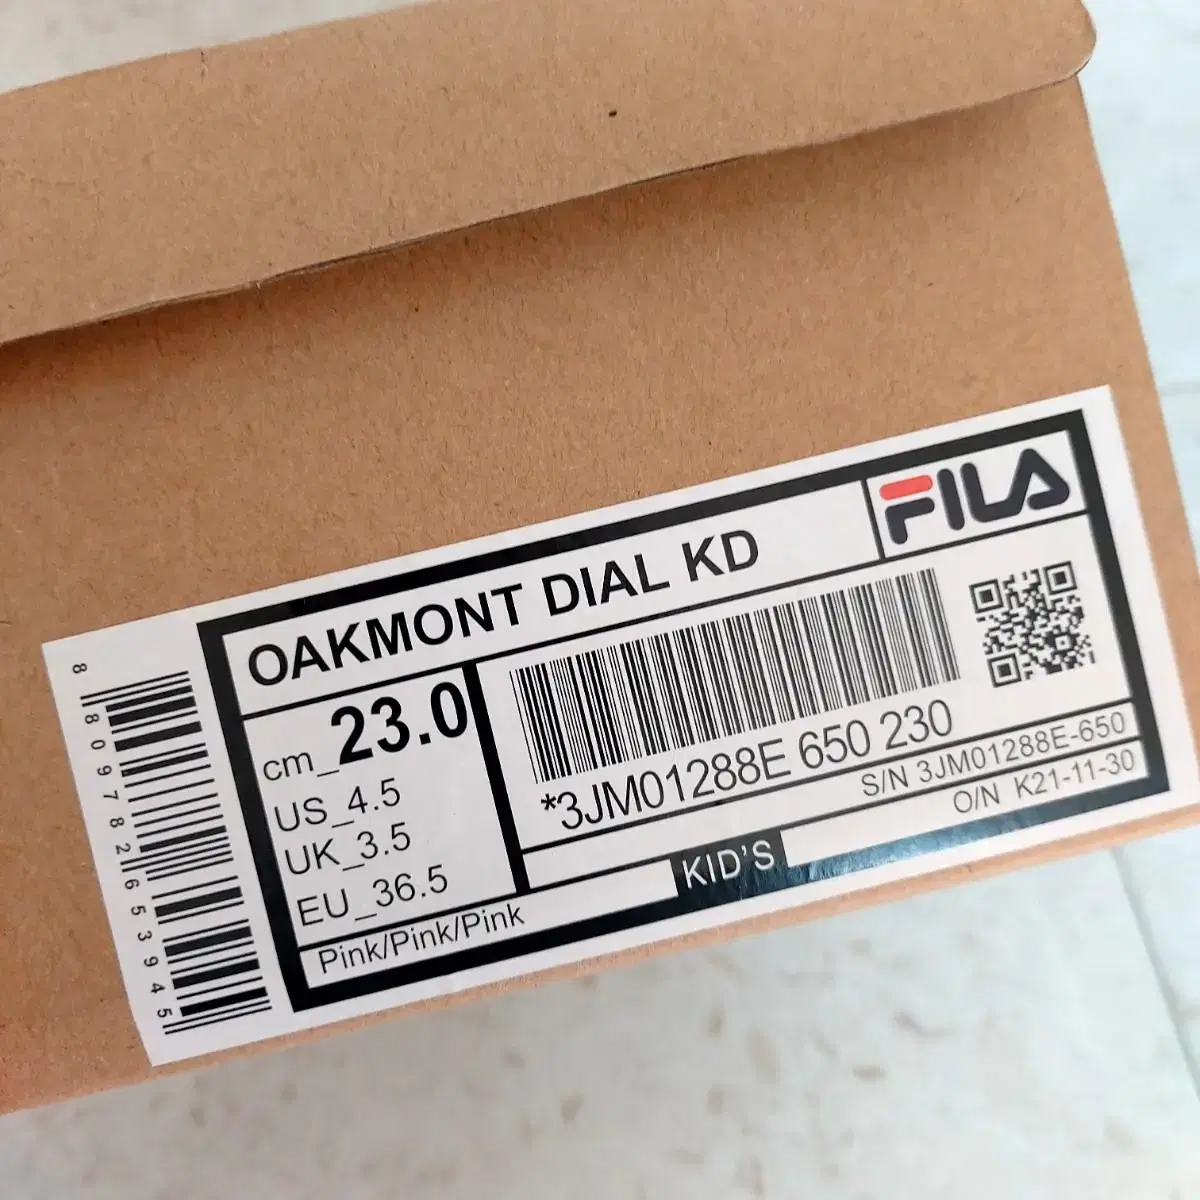 OAKMONT DIAL KD
FILA
cm_23.0
US_4.5
UK_3.5
EU_36.5
*3JM01288E 650 230
S/N 3JM01288E-650
O/N K21-11-30
KID'S
Pink/Pink/Pink
8809782653945